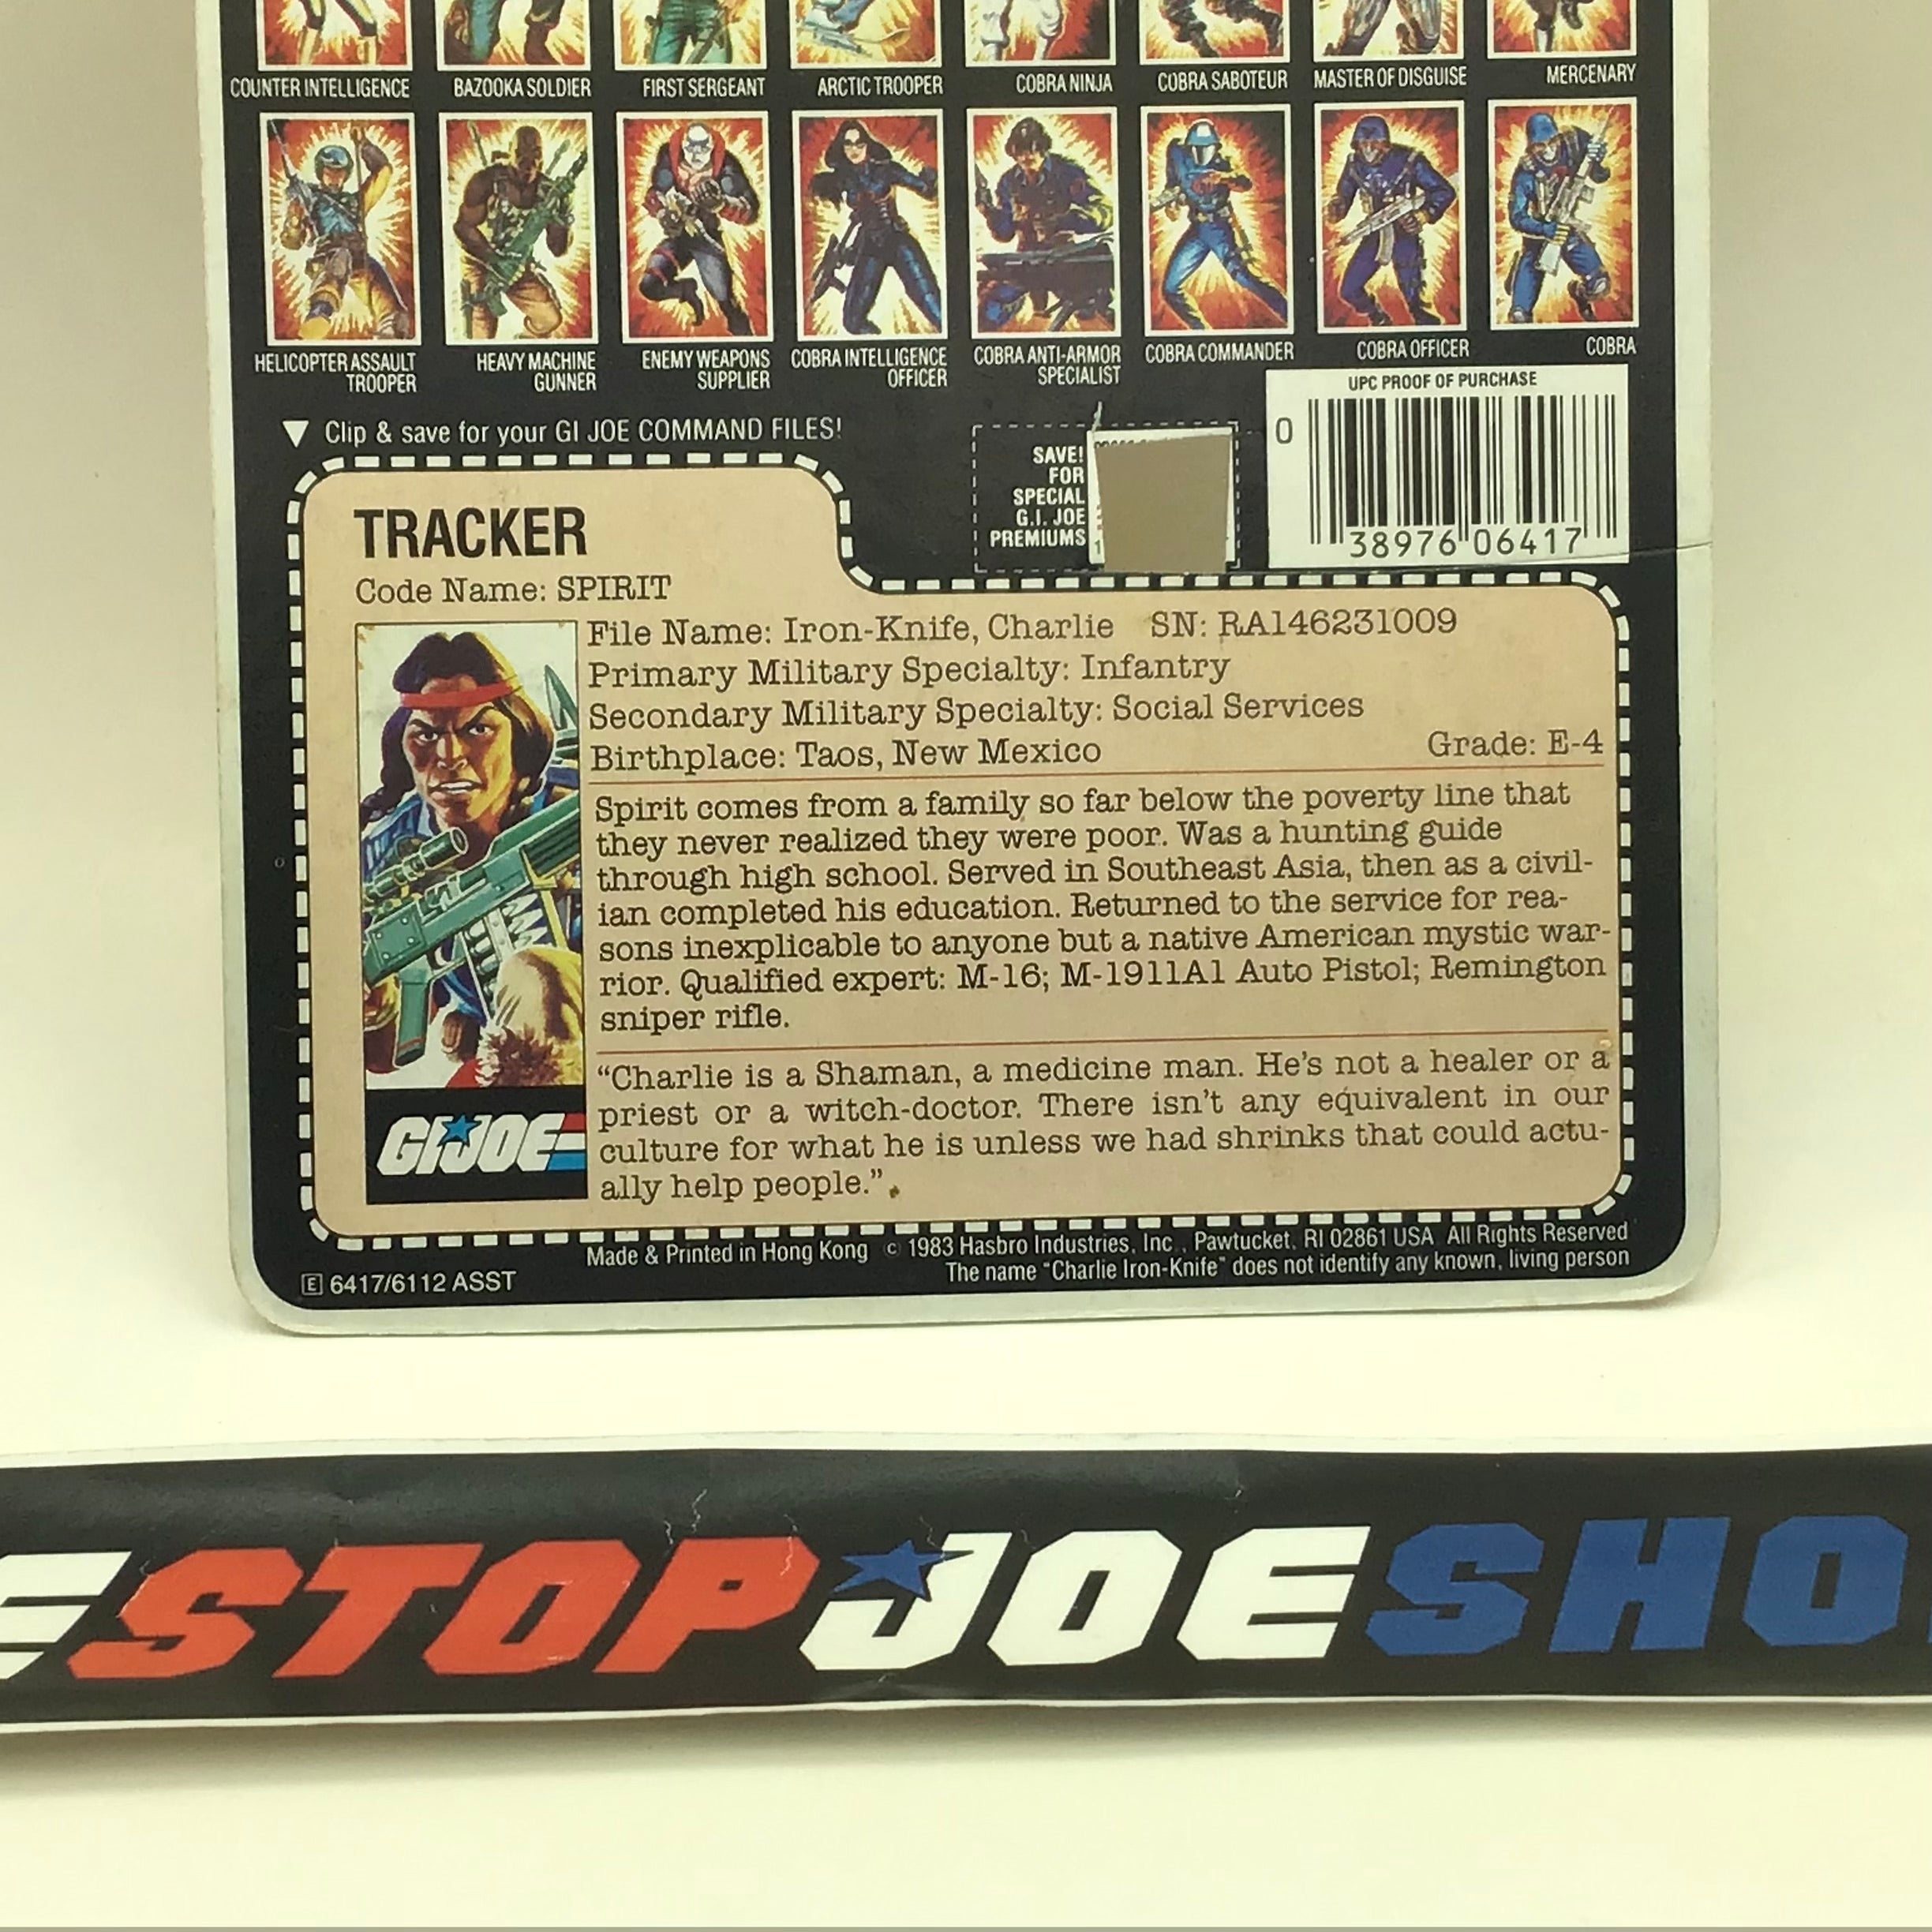 COUNTER INTELLIGENCE BAZOOKA SOLDIER FIRST SERGEANT ARCTIC TROOPER COBRA NINJA COBRA SABOTEUR MASTER OF DISGUISE MERCENARY
HELICOPTER ASSAULT TROOPER
HEAVY MACHINE GUNNER
ENEMY WEAPONS SUPPLIER
COBRA INTELLIGENCE OFFICER
COBRA ANTI-ARMOR SPECIALIST
COBRA COMMANDER
COBRA OFFICER
COBRA
UPC PROOF OF PURCHASE
0
38976 06417
▼ Clip & save for your GI JOE COMMAND FILES!
SAVE!
FOR
SPECIAL
G.I. JOE
PREMIUMS
TRACKER
Code Name: SPIRIT
File Name: Iron-Knife, Charlie SN: RA146231009
Primary Military Specialty: Infantry
Secondary Military Specialty: Social Services
Birthplace: Taos, New Mexico Grade: E-4
Spirit comes from a family so far below the poverty line that
they never realized they were poor. Was a hunting guide
through high school. Served in Southeast Asia, then as a civil-
ian completed his education. Returned to the service for rea-
sons inexplicable to anyone but a native American mystic war-
rior. Qualified expert: M-16; M-1911A1 Auto Pistol; Remington
sniper rifle.
"Charlie is a Shaman, a medicine man. He's not a healer or a
priest or a witch-doctor. There isn't any equivalent in our
culture for what he is unless we had shrinks that could actu-
ally help people."
GI JOE
Made & Printed in Hong Kong © 1983 Hasbro Industries, Inc., Pawtucket, RI 02861 USA All Rights Reserved
The name "Charlie Iron-Knife" does not identify any known, living person
E 6417/6112 ASST
E STOP JOE SHO